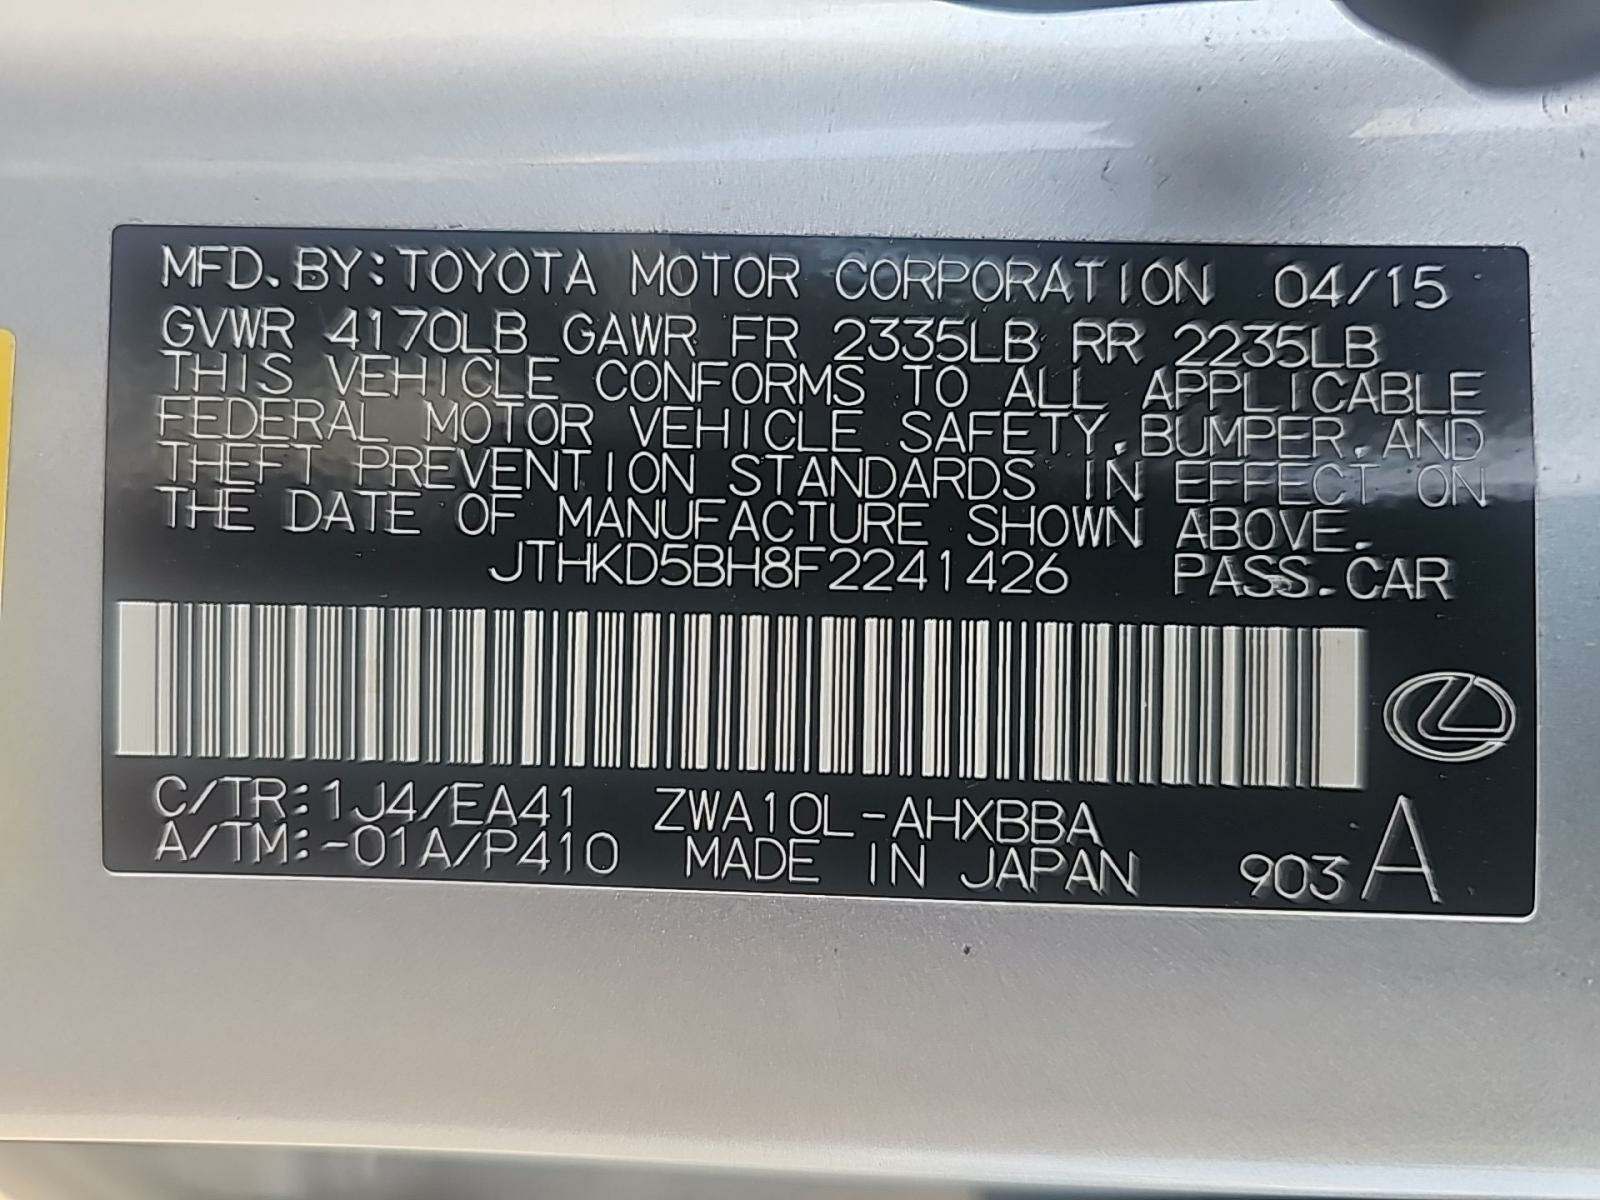 MFD. BY: TOYOTA MOTOR CORPORATION 04/15
GVWR 4170LB GAWR FR 2335LB RR 2235LB
THIS VEHICLE CONFORMS TO ALL APPLICABLE
FEDERAL MOTOR VEHICLE SAFETY, BUMPER, AND
THEFT PREVENTION STANDARDS IN EFFECT ON
THE DATE OF MANUFACTURE SHOWN ABOVE.
JTHKD5BH8F2241426 PASS. CAR
C/TR: 1J4/EA41 ZWA10L-AHXBBA
A/TM: -01A/P410 MADE IN JAPAN 903 A